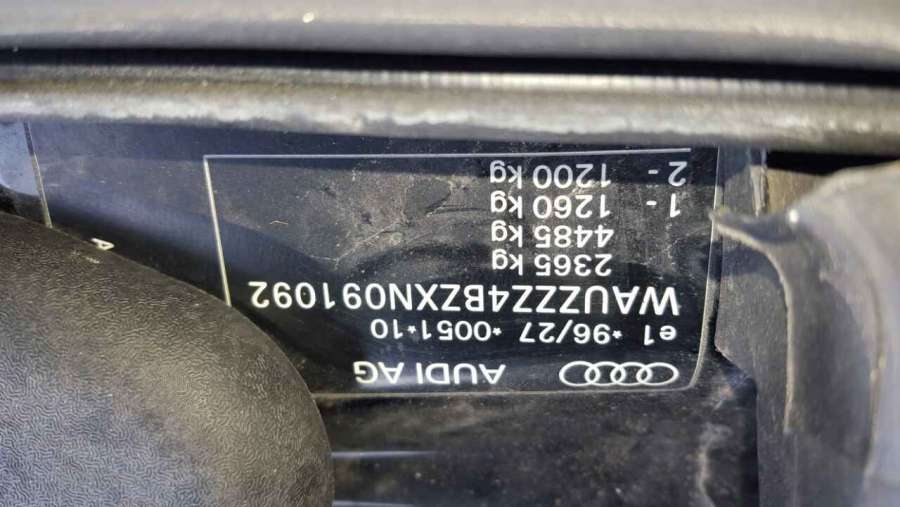 AUDI AG
e1 *96/27 *0051*10
WAUZZZ4BZXN091092
2365 kg
4485 kg
1 - 1260 kg
2 - 1200 kg